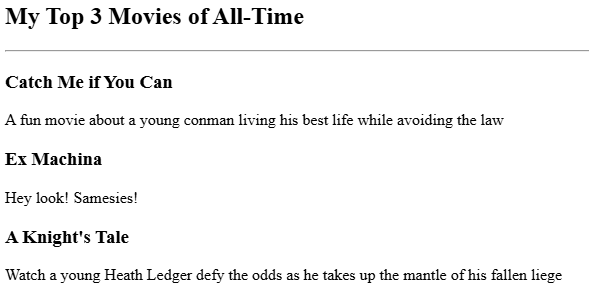 My Top 3 Movies of All-Time
Catch Me if You Can
A fun movie about a young conman living his best life while avoiding the law
Ex Machina
Hey look! Samesies!
A Knight's Tale
Watch a young Heath Ledger defy the odds as he takes up the mantle of his fallen liege